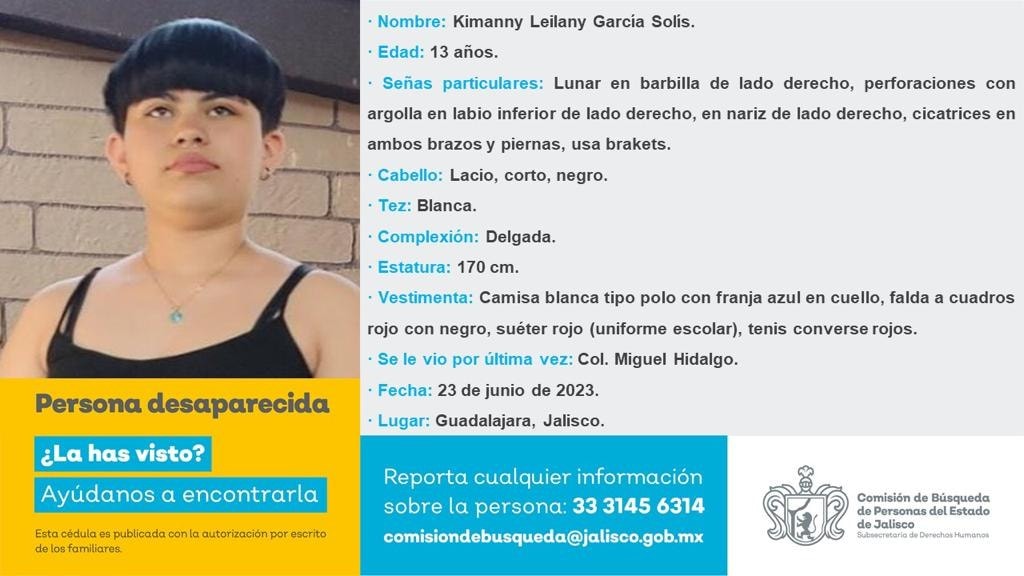 · Nombre: Kimanny Leilany García Solís.
· Edad: 13 años.
· Señas particulares: Lunar en barbilla de lado derecho, perforaciones con
argolla en labio inferior de lado derecho, en nariz de lado derecho, cicatrices en
ambos brazos y piernas, usa brakets.
· Cabello: Lacio, corto, negro.
· Tez: Blanca.
· Complexión: Delgada.
· Estatura: 170 cm.
· Vestimenta: Camisa blanca tipo polo con franja azul en cuello, falda a cuadros
rojo con negro, suéter rojo (uniforme escolar), tenis converse rojos.
· Se le vio por última vez: Col. Miguel Hidalgo.
· Fecha: 23 de junio de 2023.
· Lugar: Guadalajara, Jalisco.
Persona desaparecida
¿La has visto?
Ayúdanos a encontrarla
Esta cédula es publicada con la autorización por escrito
de los familiares.
Reporta cualquier información
sobre la persona: 33 3145 6314
comisiondebusqueda@jalisco.gob.mx
Comisión de Búsqueda
de Personas del Estado
de Jalisco
Subsecretaría de Derechos Humanos